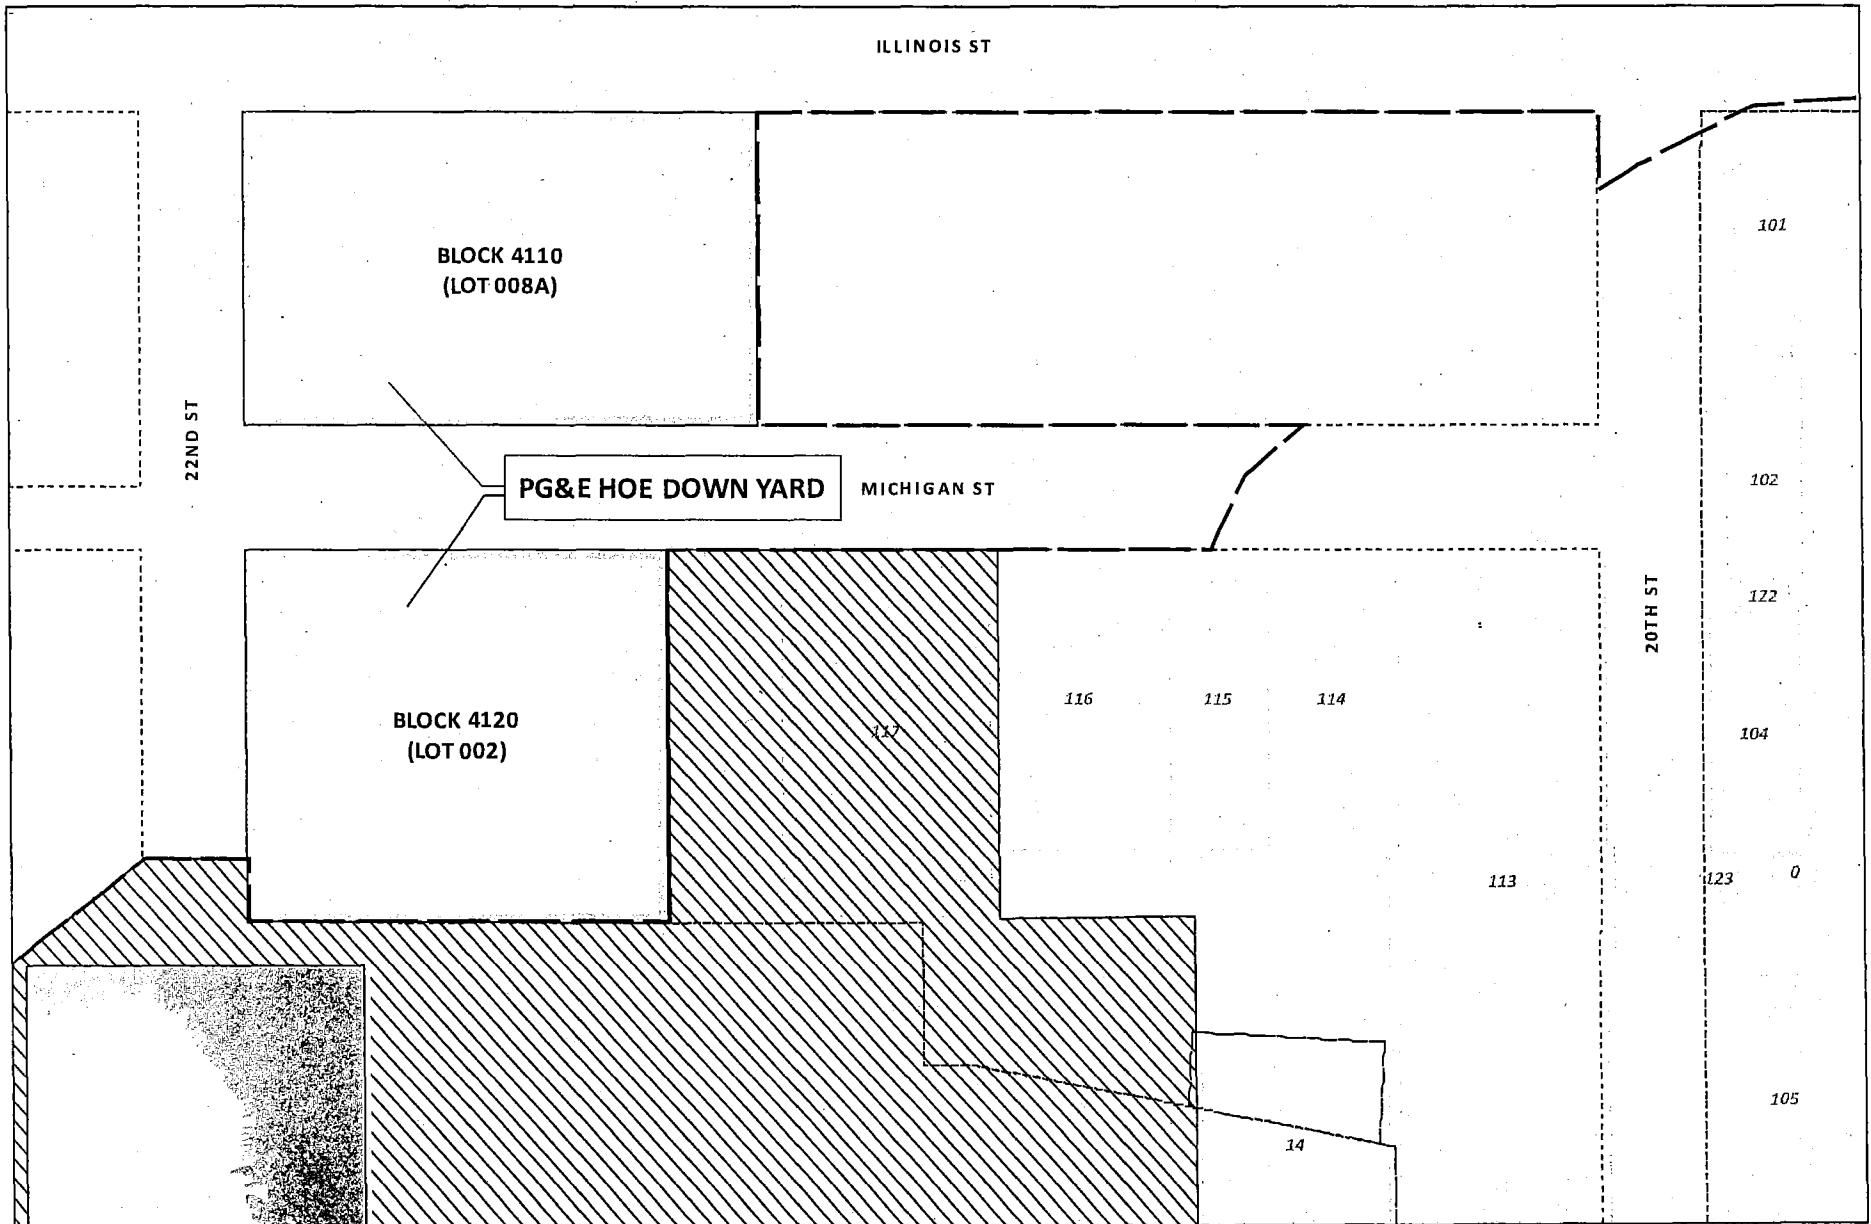 ILLINOIS ST
101
BLOCK 4110
(LOT 008A)
22ND ST
PG&E HOE DOWN YARD
MICHIGAN ST
102
122
20TH ST
116
115
114
117
BLOCK 4120
(LOT 002)
104
113
123
0
105
14